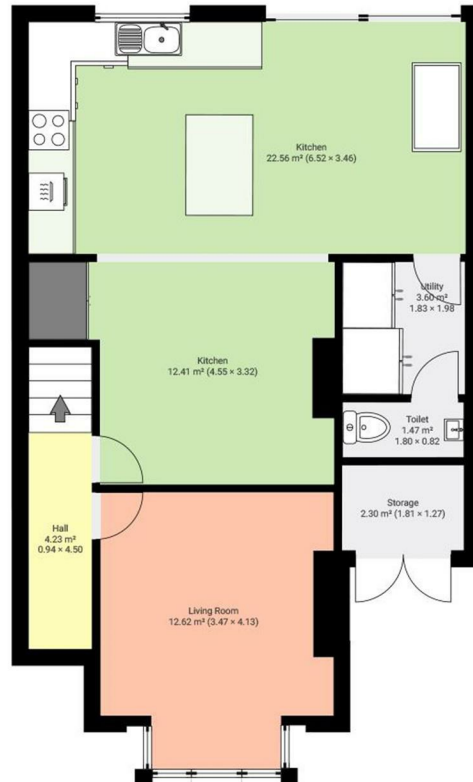 Kitchen
22.56 m² (6.52 × 3.46)
Utility
3.60 m²
1.83 × 1.98
Kitchen
12.41 m² (4.55 × 3.32)
Toilet
1.47 m²
1.80 × 0.82
Storage
2.30 m² (1.81 × 1.27)
Hall
4.23 m²
0.94 × 4.50
Living Room
12.62 m² (3.47 × 4.13)